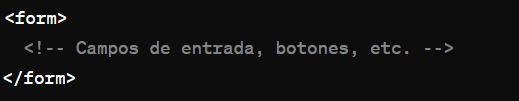 <form>
<!-- Campos de entrada, botones, etc. -->
</form>